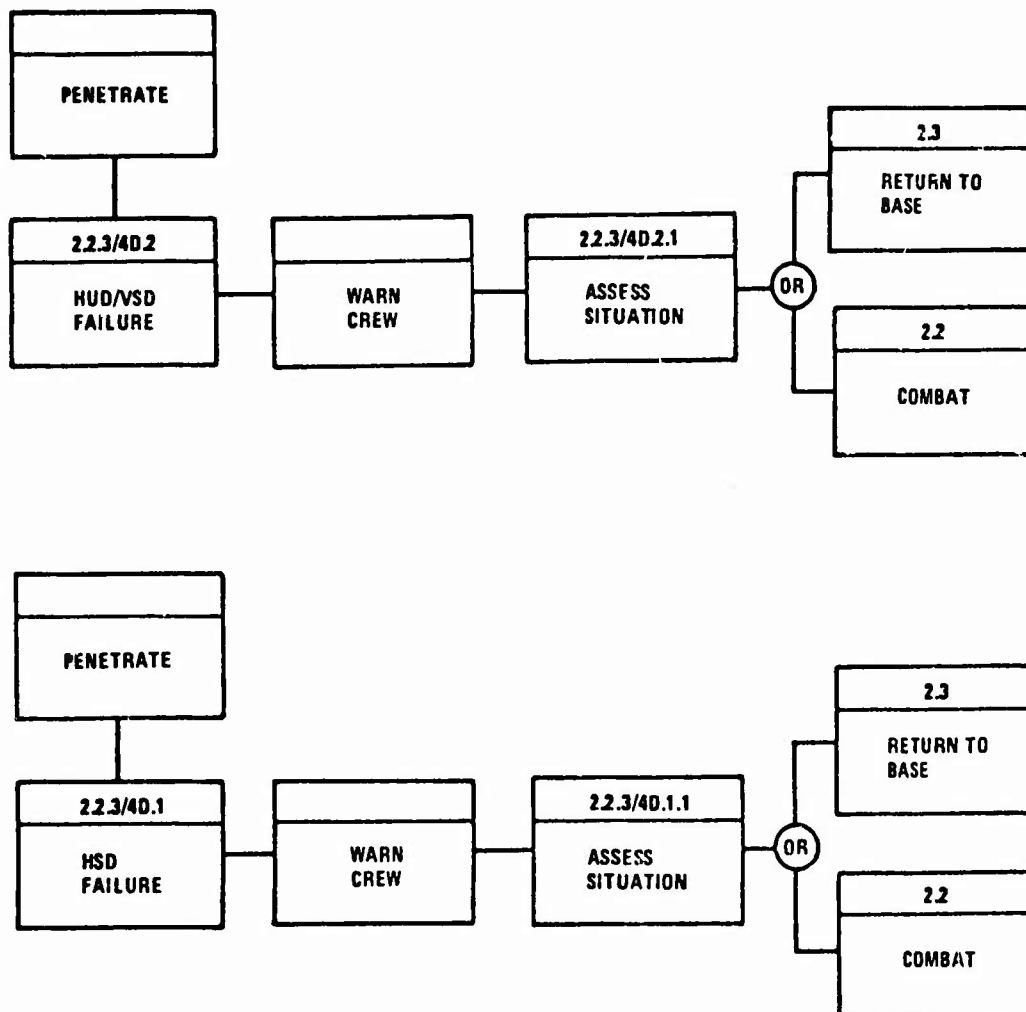 PENETRATE
2.2.3/4D.2
HUD/VSD
FAILURE
WARN
CREW
2.2.3/4D.2.1
ASSESS
SITUATION
OR
2.3
RETURN TO
BASE
2.2
COMBAT
PENETRATE
2.2.3/4D.1
HSD
FAILURE
WARN
CREW
2.2.3/4D.1.1
ASSESS
SITUATION
OR
2.3
RETURN TO
BASE
2.2
COMBAT